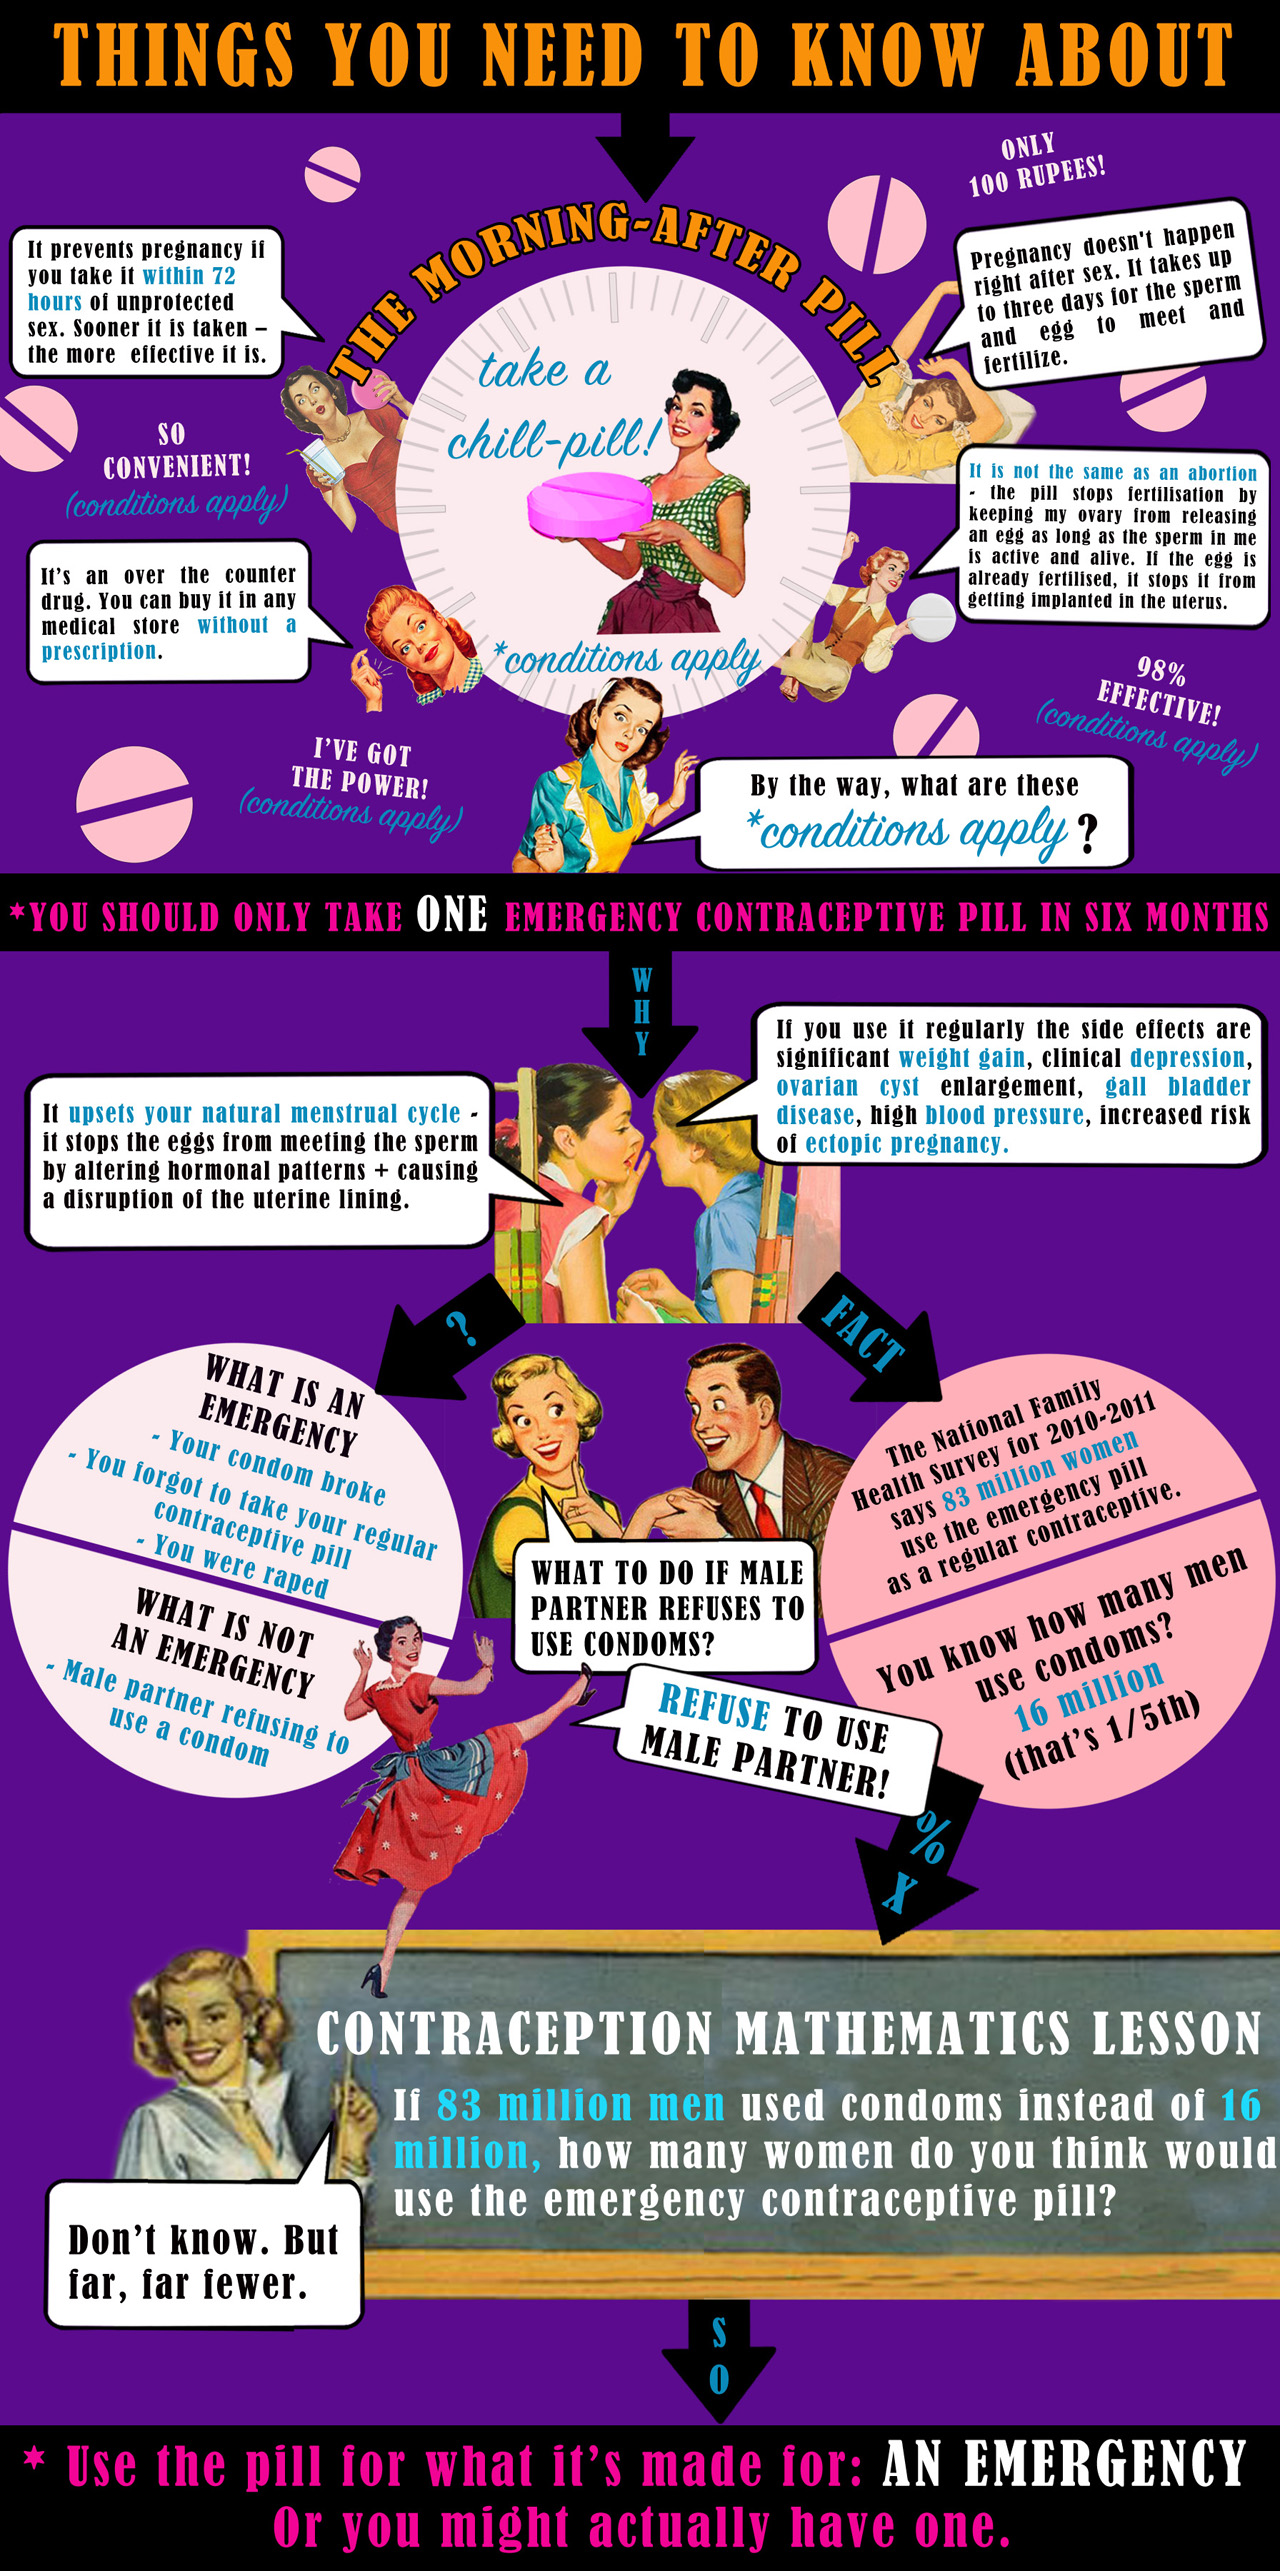 THINGS YOU NEED TO KNOW ABOUT
THE MORNING-AFTER PILL
ONLY
100 RUPEES!
It prevents pregnancy if
you take it within 72
hours of unprotected
sex. Sooner it is taken –
the more effective it is.
Pregnancy doesn't happen
right after sex. It takes up
to three days for the sperm
and egg to meet and
fertilize.
take a
chill-pill!
*conditions apply
SO
CONVENIENT!
(conditions apply)
It is not the same as an abortion
- the pill stops fertilisation by
keeping my ovary from releasing
an egg as long as the sperm in me
is active and alive. If the egg is
already fertilised, it stops it from
getting implanted in the uterus.
It's an over the counter
drug. You can buy it in any
medical store without a
prescription.
98%
EFFECTIVE!
(conditions apply)
I'VE GOT
THE POWER!
(conditions apply)
By the way, what are these
*conditions apply ?
*YOU SHOULD ONLY TAKE ONE EMERGENCY CONTRACEPTIVE PILL IN SIX MONTHS
WHY
If you use it regularly the side effects are
significant weight gain, clinical depression,
ovarian cyst enlargement, gall bladder
disease, high blood pressure, increased risk
of ectopic pregnancy.
It upsets your natural menstrual cycle -
it stops the eggs from meeting the sperm
by altering hormonal patterns + causing
a disruption of the uterine lining.
?
FACT
WHAT IS AN
EMERGENCY
- Your condom broke
- You forgot to take your regular
contraceptive pill
- You were raped
WHAT IS NOT
AN EMERGENCY
- Male partner refusing to
use a condom
The National Family
Health Survey for 2010-2011
says 83 million women
use the emergency pill
as a regular contraceptive.
You know how many men
use condoms?
16 million
(that's 1/5th)
WHAT TO DO IF MALE
PARTNER REFUSES TO
USE CONDOMS?
REFUSE TO USE
MALE PARTNER!
%
X
CONTRACEPTION MATHEMATICS LESSON
If 83 million men used condoms instead of 16
million, how many women do you think would
use the emergency contraceptive pill?
Don't know. But
far, far fewer.
SO
* Use the pill for what it's made for: AN EMERGENCY
Or you might actually have one.